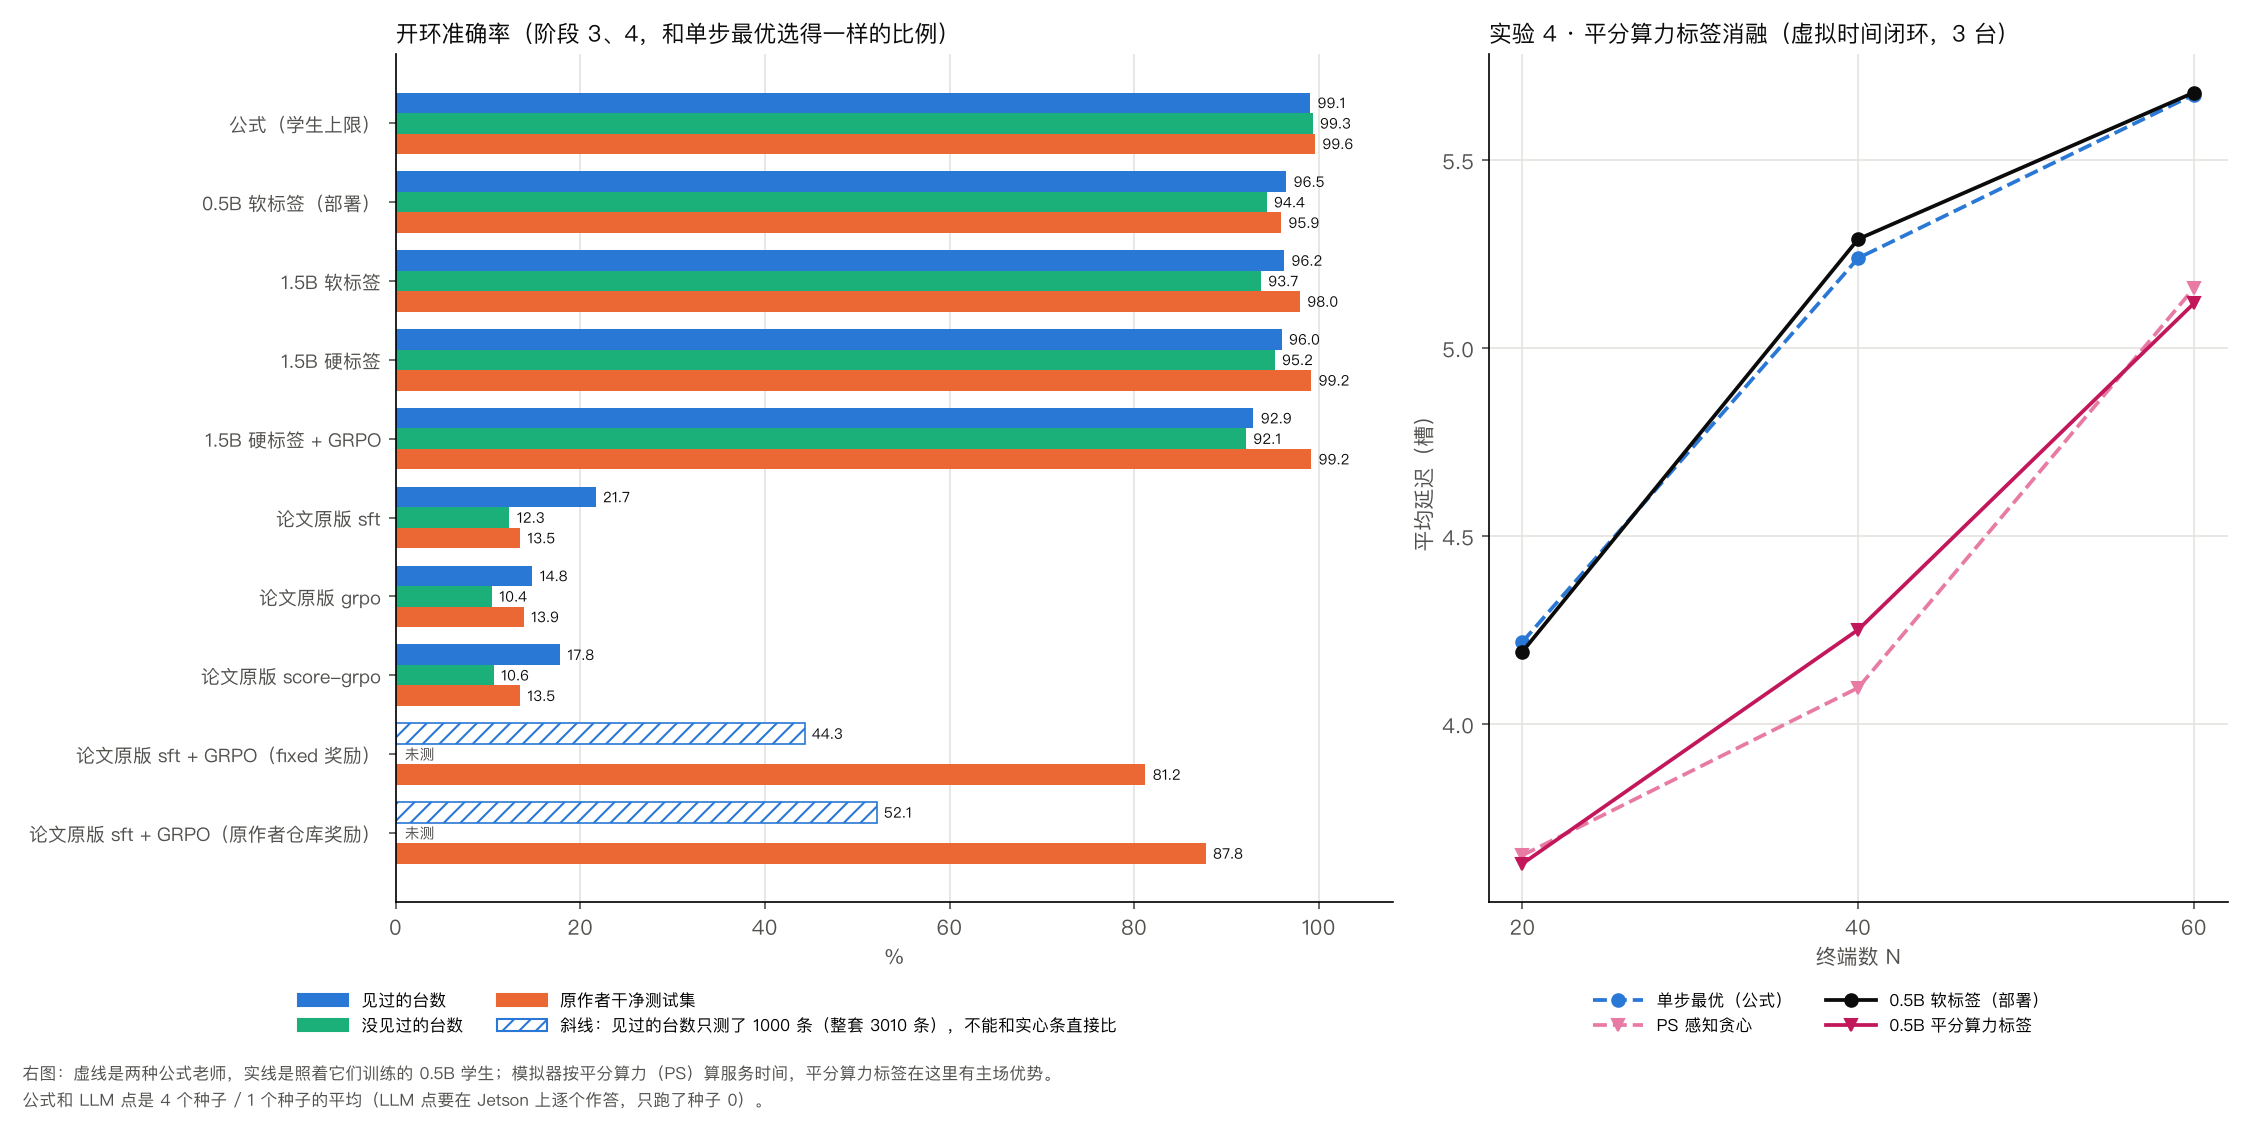 开环准确率（阶段 3、4，和单步最优选得一样的比例）
公式（学生上限）
99.1
99.3
99.6
0.5B 软标签（部署）
96.5
94.4
95.9
1.5B 软标签
96.2
93.7
98.0
1.5B 硬标签
96.0
95.2
99.2
1.5B 硬标签 + GRPO
92.9
92.1
99.2
论文原版 sft
21.7
12.3
13.5
论文原版 grpo
14.8
10.4
13.9
论文原版 score-grpo
17.8
10.6
13.5
论文原版 sft + GRPO（fixed 奖励）
44.3
未测
81.2
论文原版 sft + GRPO（原作者仓库奖励）
52.1
未测
87.8
0 20 40 60 80 100
%
见过的台数
没见过的台数
原作者干净测试集
斜线：见过的台数只测了 1000 条（整套 3010 条），不能和实心条直接比
实验 4 · 平分算力标签消融（虚拟时间闭环，3 台）
平均延迟（槽）
5.5
5.0
4.5
4.0
20 40 60
终端数 N
单步最优（公式）
PS 感知贪心
0.5B 软标签（部署）
0.5B 平分算力标签
右图：虚线是两种公式老师，实线是照着它们训练的 0.5B 学生；模拟器按平分算力（PS）算服务时间，平分算力标签在这里有主场优势。
公式和 LLM 点是 4 个种子 / 1 个种子的平均（LLM 点要在 Jetson 上逐个作答，只跑了种子 0）。